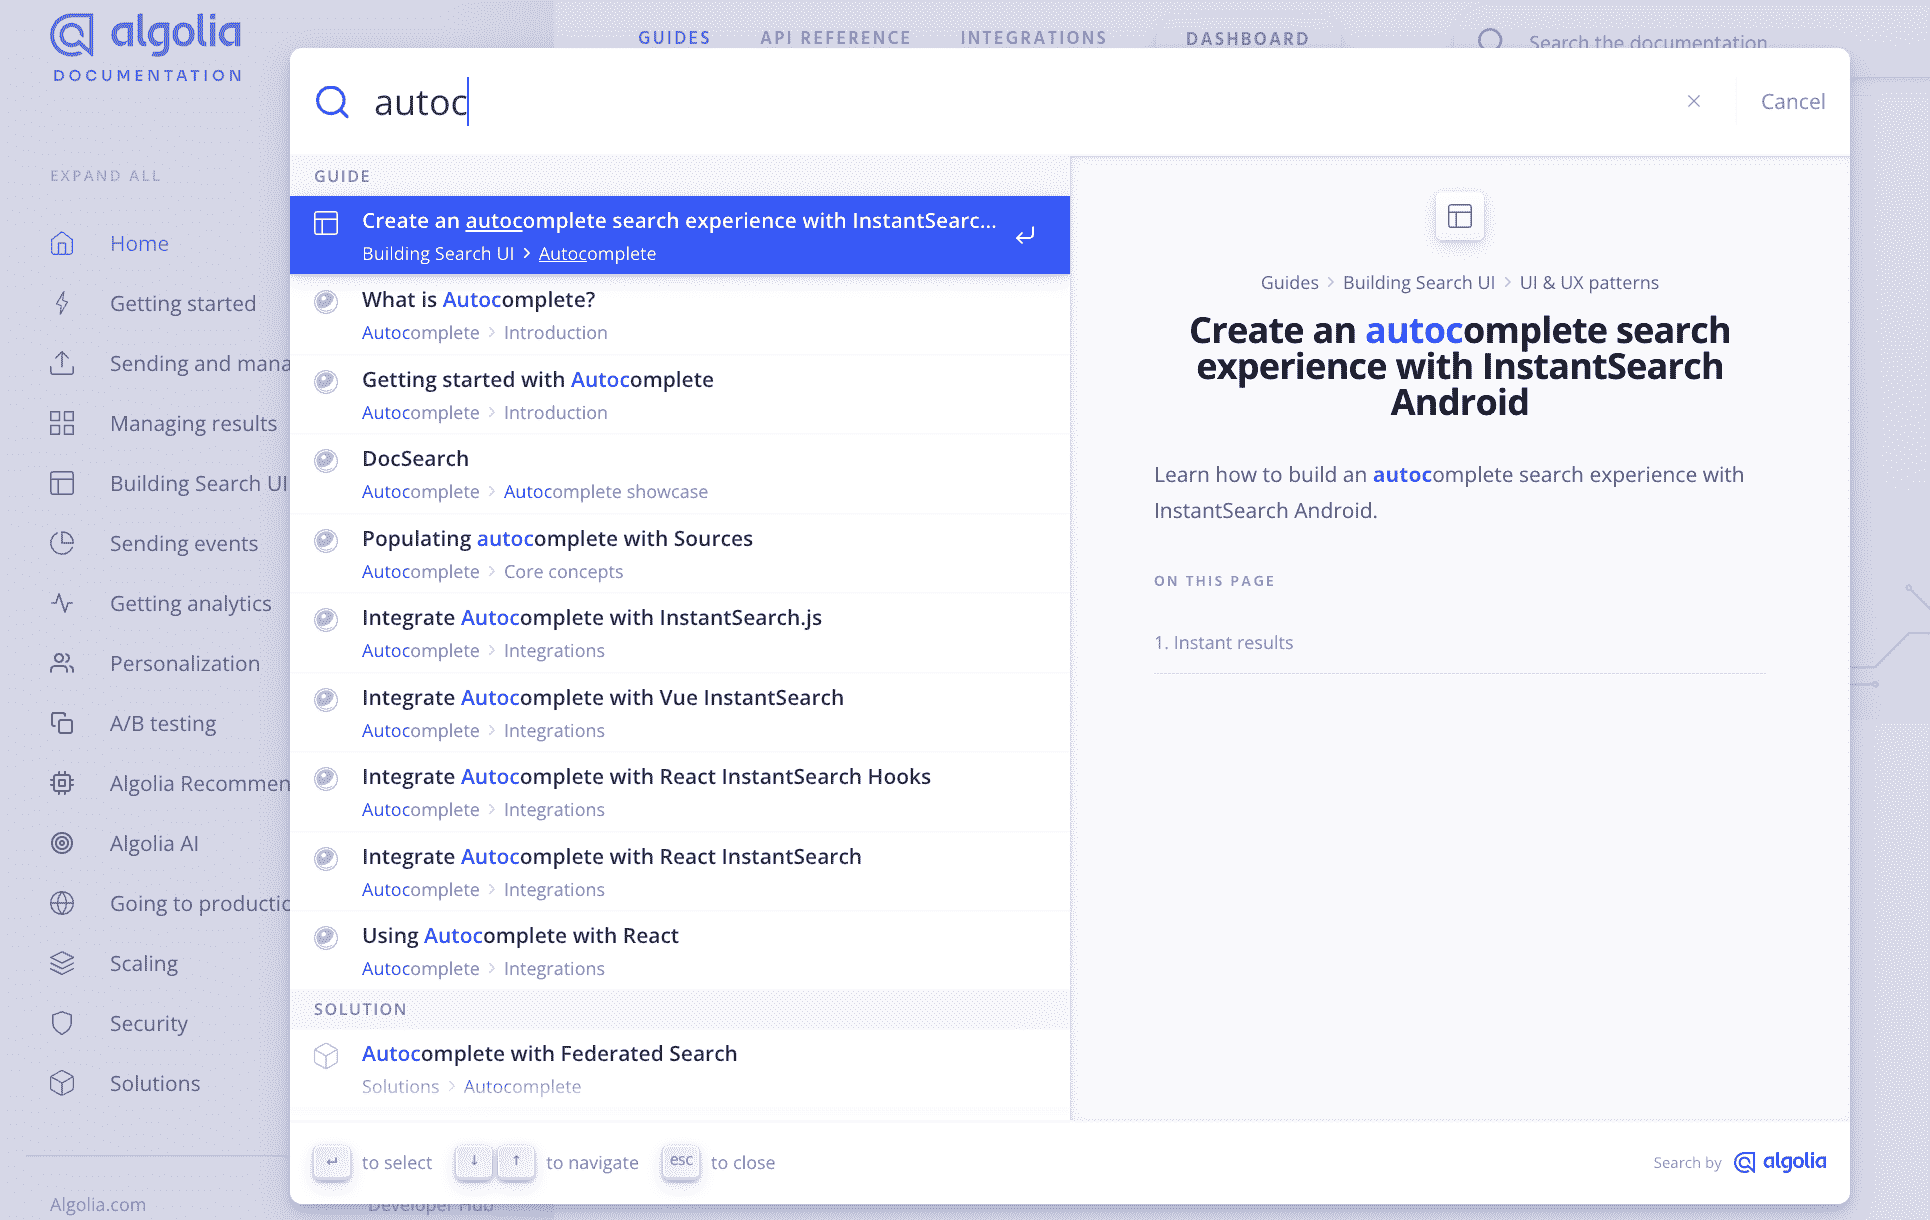 algolia
DOCUMENTATION
GUIDES
API REFERENCE
INTEGRATIONS
DASHBOARD
Search the documentation
EXPAND ALL
Home
Getting started
Sending and mana
Managing results
Building Search UI
Sending events
Getting analytics
Personalization
A/B testing
Algolia Recommen
Algolia AI
Going to productio
Scaling
Security
Solutions
Algolia.com
Developer Hub
autoc
Cancel
GUIDE
Create an autocomplete search experience with InstantSearc...
Building Search UI > Autocomplete
What is Autocomplete?
Autocomplete > Introduction
Getting started with Autocomplete
Autocomplete > Introduction
DocSearch
Autocomplete > Autocomplete showcase
Populating autocomplete with Sources
Autocomplete > Core concepts
Integrate Autocomplete with InstantSearch.js
Autocomplete > Integrations
Integrate Autocomplete with Vue InstantSearch
Autocomplete > Integrations
Integrate Autocomplete with React InstantSearch Hooks
Autocomplete > Integrations
Integrate Autocomplete with React InstantSearch
Autocomplete > Integrations
Using Autocomplete with React
Autocomplete > Integrations
SOLUTION
Autocomplete with Federated Search
Solutions > Autocomplete
Guides > Building Search UI > UI & UX patterns
Create an autocomplete search
experience with InstantSearch
Android
Learn how to build an autocomplete search experience with
InstantSearch Android.
ON THIS PAGE
1. Instant results
to select
to navigate
esc to close
Search by algolia